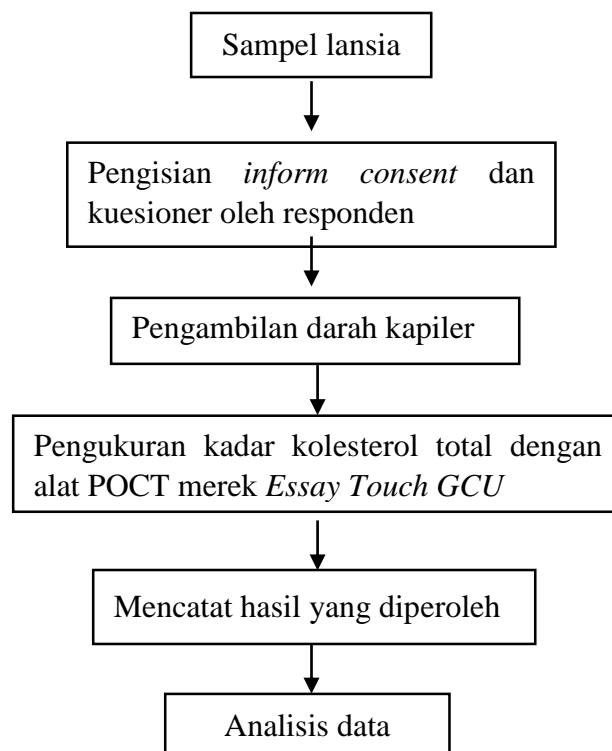 Sampel lansia
Pengisian inform consent dan
kuesioner oleh responden
Pengambilan darah kapiler
Pengukuran kadar kolesterol total dengan
alat POCT merek Essay Touch GCU
Mencatat hasil yang diperoleh
Analisis data